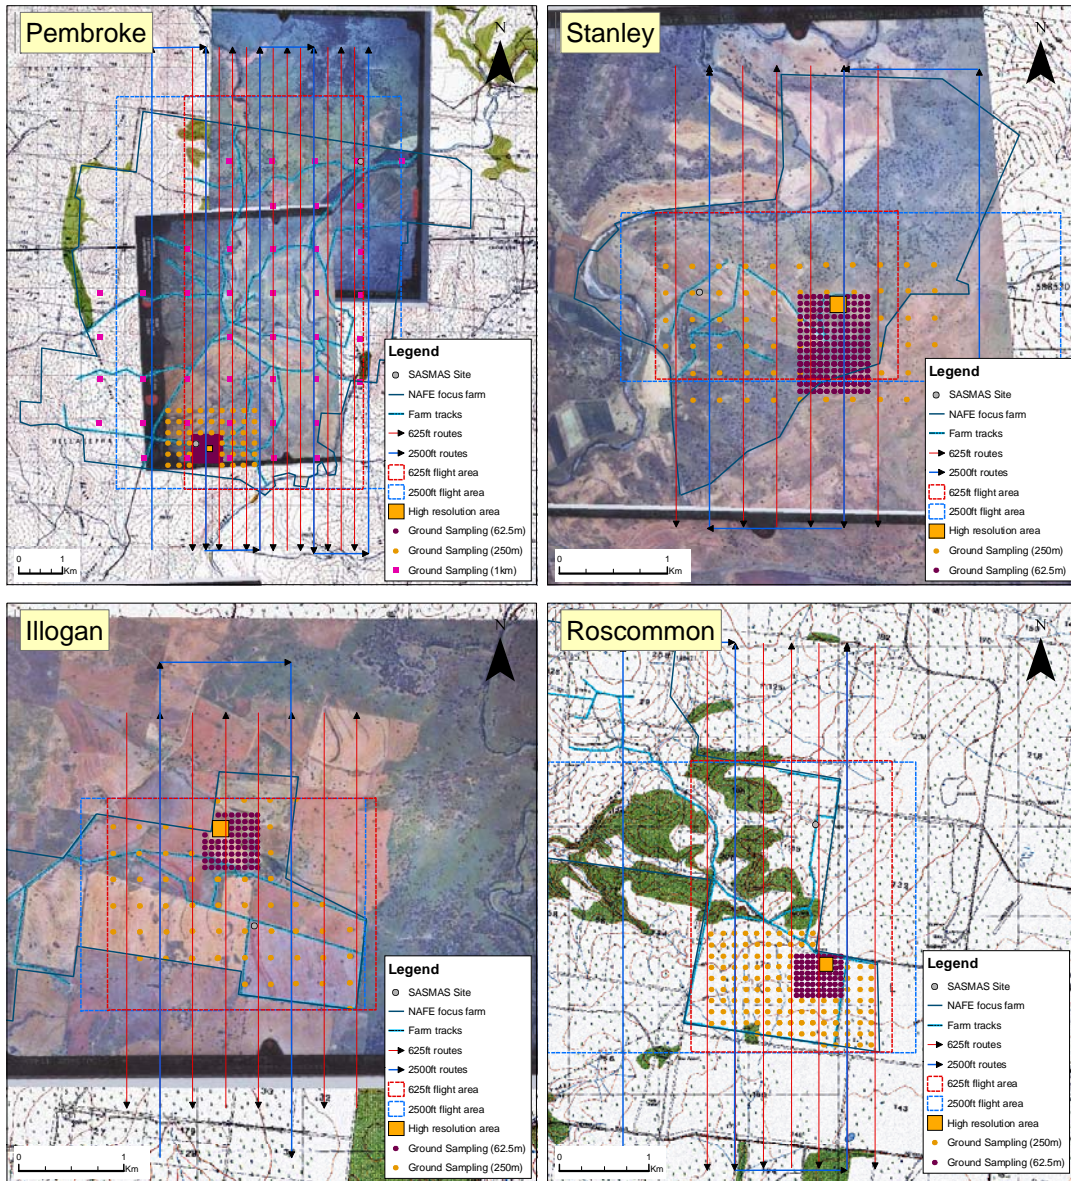 Pembroke
N
Legend
SASMAS Site
NAFE focus farm
Farm tracks
625ft routes
2500ft routes
625ft flight area
2500ft flight area
High resolution area
Ground Sampling (62.5m)
Ground Sampling (250m)
Ground Sampling (1km)
0 1
Km
Stanley
N
Legend
SASMAS Site
NAFE focus farm
Farm tracks
625ft routes
2500ft routes
625ft flight area
2500ft flight area
High resolution area
Ground Sampling (250m)
Ground Sampling (62.5m)
0 1
Km
Illogan
N
Legend
SASMAS Site
NAFE focus farm
Farm tracks
625ft routes
2500ft routes
625ft flight area
2500ft flight area
High resolution area
Ground Sampling (62.5m)
Ground Sampling (250m)
0 1
Km
Roscommon
N
Legend
SASMAS Site
NAFE focus farm
Farm tracks
625ft routes
2500ft routes
625ft flight area
2500ft flight area
High resolution area
Ground Sampling (250m)
Ground Sampling (62.5m)
0 1
Km